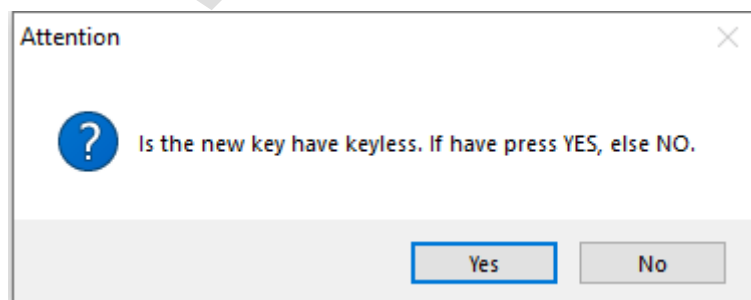 Attention
Is the new key have keyless. If have press YES, else NO.
Yes No